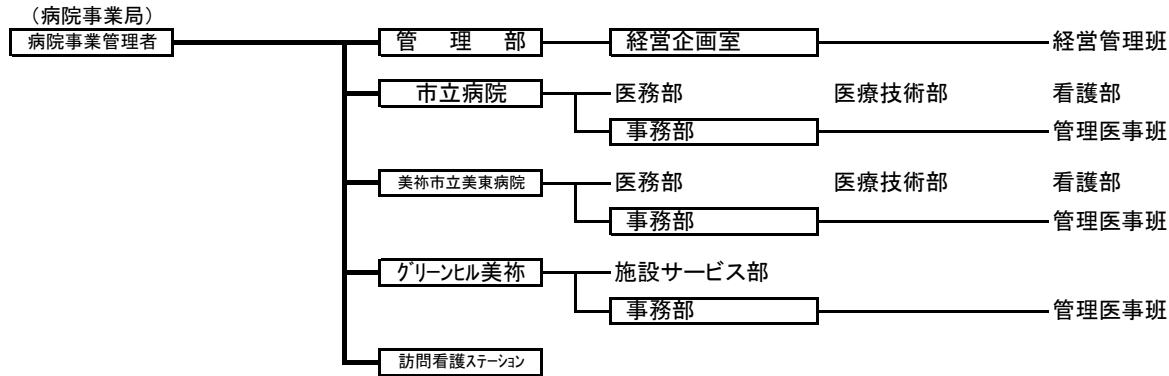 （病院事業局）
病院事業管理者 管理部 経営企画室 経営管理班
市立病院 医務部 医療技術部 看護部
事務部 管理医事班
美祢市立美東病院 医務部 医療技術部 看護部
事務部 管理医事班
グリーンヒル美祢 施設サービス部
事務部 管理医事班
訪問看護ステーション